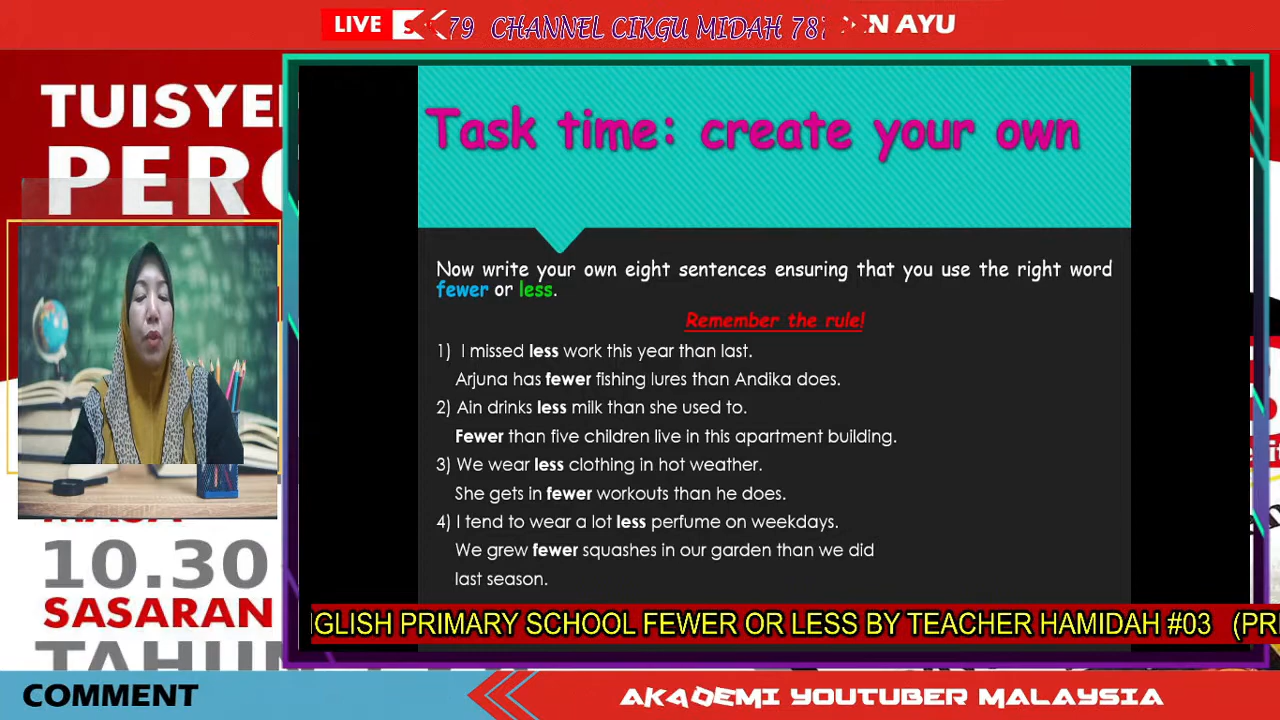 LIVE
79 CHANNEL CIKGU MIDAH 787
N AYU
TUISYE
PERC
Task time: create your own
Now write your own eight sentences ensuring that you use the right word
fewer or less.
Remember the rule!
1) I missed less work this year than last.
Arjuna has fewer fishing lures than Andika does.
2) Ain drinks less milk than she used to.
Fewer than five children live in this apartment building.
3) We wear less clothing in hot weather.
She gets in fewer workouts than he does.
4) I tend to wear a lot less perfume on weekdays.
We grew fewer squashes in our garden than we did
last season.
MASA
10.30
SASARAN
TAHUN
GLISH PRIMARY SCHOOL FEWER OR LESS BY TEACHER HAMIDAH #03 (PR
COMMENT
AKADEMI YOUTUBER MALAYSIA